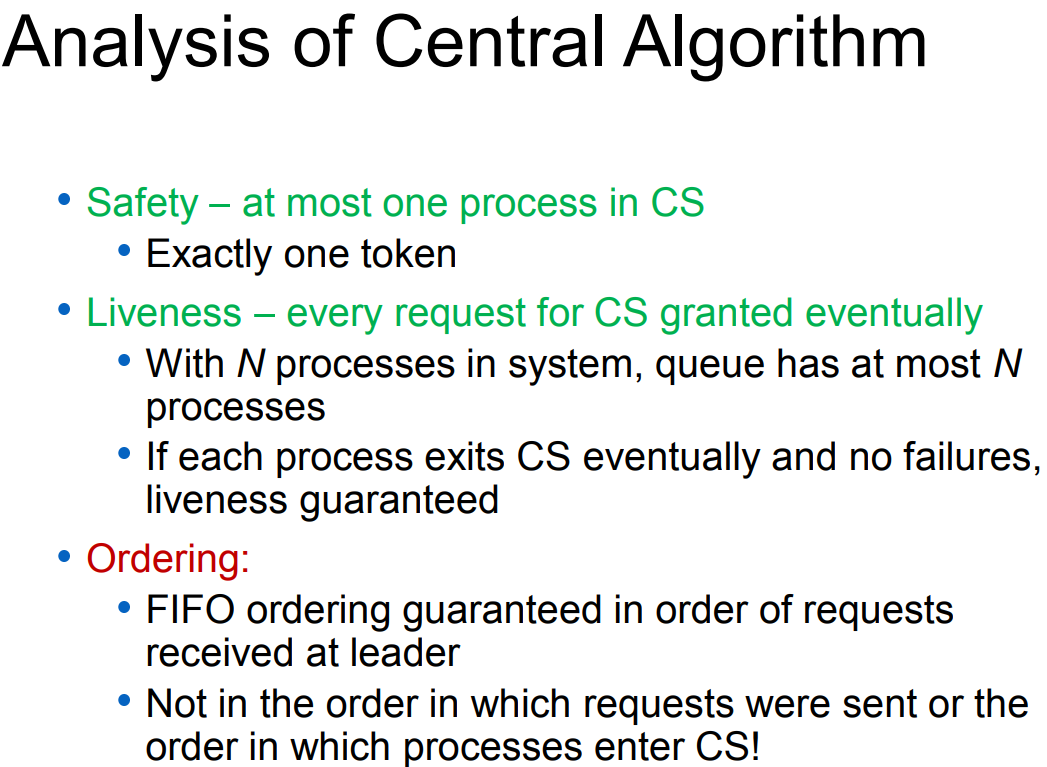 Analysis of Central Algorithm
• Safety – at most one process in CS
• Exactly one token
• Liveness – every request for CS granted eventually
• With N processes in system, queue has at most N
processes
• If each process exits CS eventually and no failures,
liveness guaranteed
• Ordering:
• FIFO ordering guaranteed in order of requests
received at leader
• Not in the order in which requests were sent or the
order in which processes enter CS!